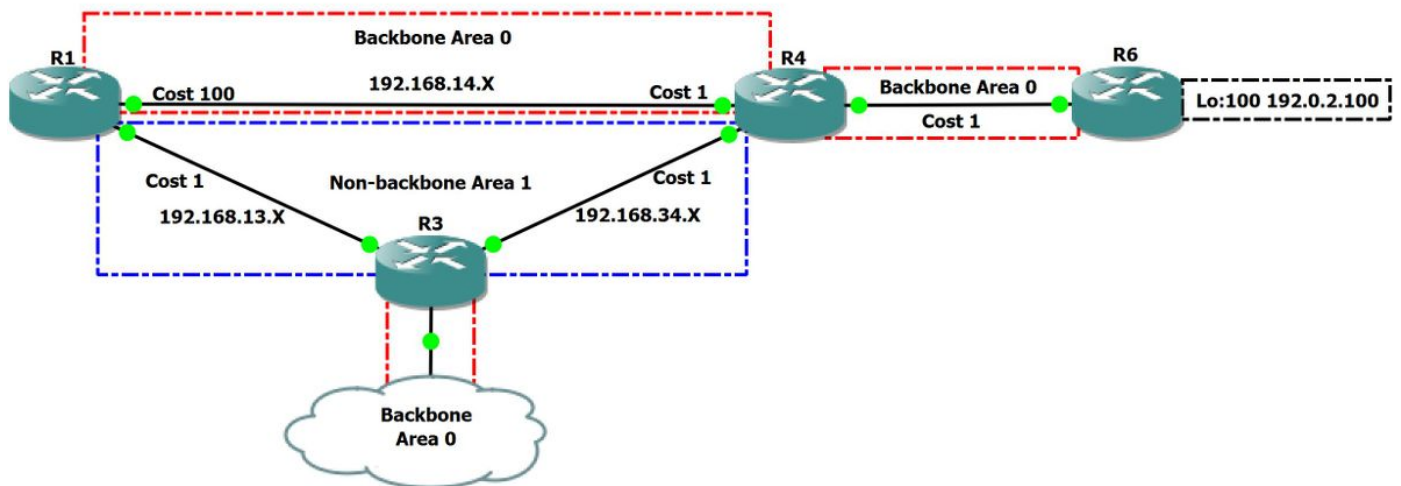 Backbone Area 0
R1
192.168.14.X
Cost 100
Cost 1
R4
Backbone Area 0
Cost 1
R6
Lo:100 192.0.2.100
Non-backbone Area 1
Cost 1
192.168.13.X
Cost 1
192.168.34.X
R3
Backbone
Area 0